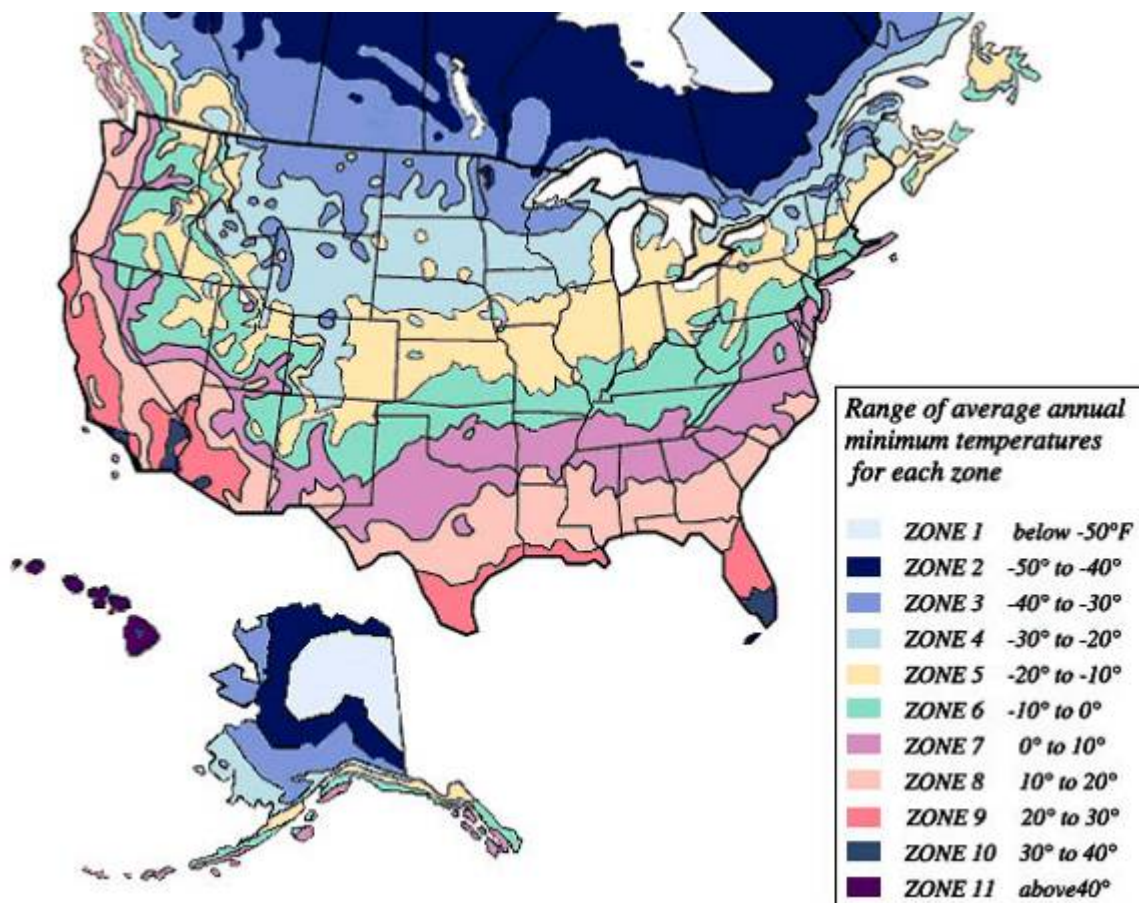 Range of average annual
minimum temperatures
for each zone
ZONE 1 below -50°F
ZONE 2 -50° to -40°
ZONE 3 -40° to -30°
ZONE 4 -30° to -20°
ZONE 5 -20° to -10°
ZONE 6 -10° to 0°
ZONE 7 0° to 10°
ZONE 8 10° to 20°
ZONE 9 20° to 30°
ZONE 10 30° to 40°
ZONE 11 above40°